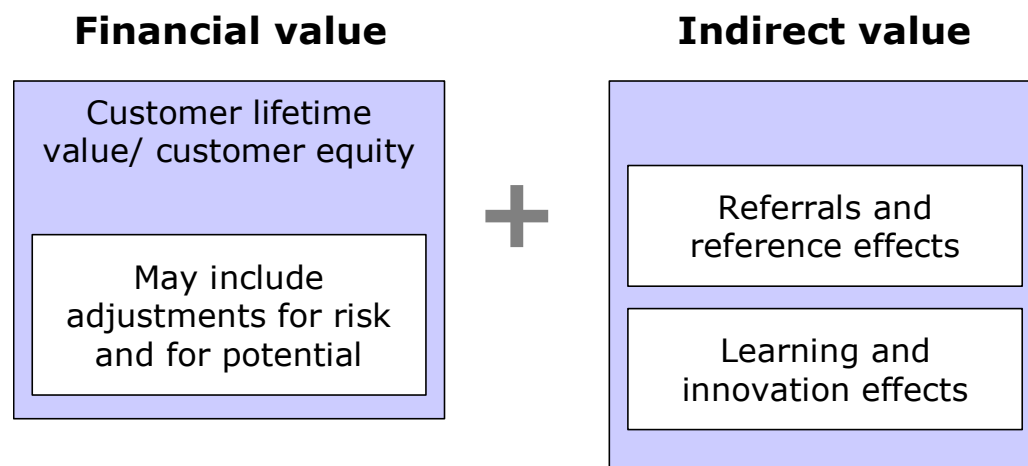 Financial value
Customer lifetime
value/ customer equity
May include
adjustments for risk
and for potential
+
Indirect value
Referrals and
reference effects
Learning and
innovation effects